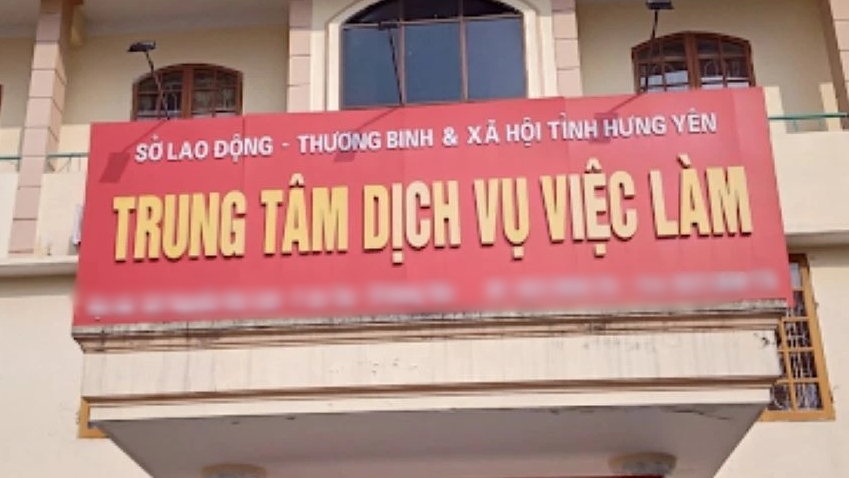 SỞ LAO ĐỘNG - THƯƠNG BINH & XÃ HỘI TỈNH HƯNG YÊN
TRUNG TÂM DỊCH VỤ VIỆC LÀM